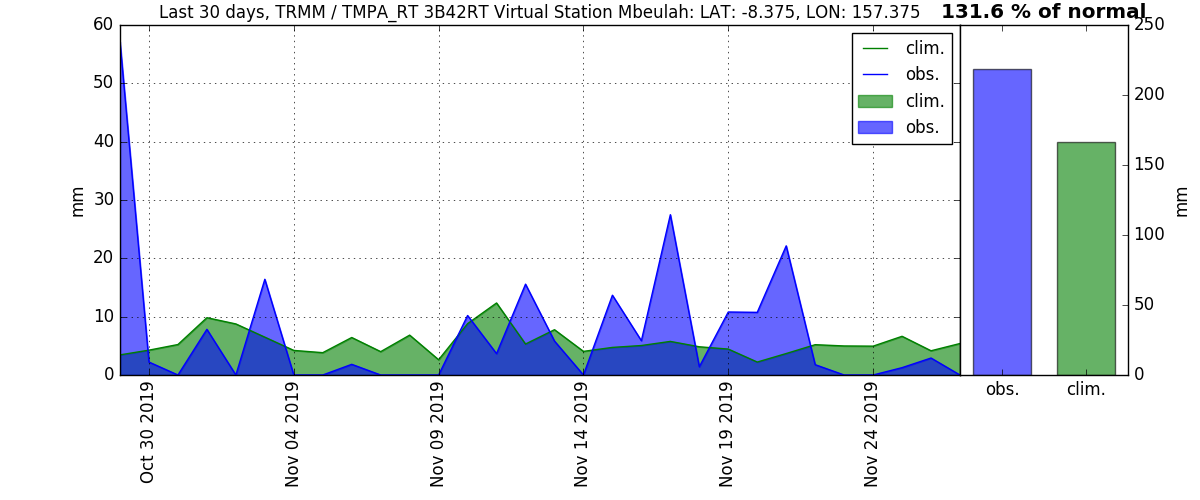 Last 30 days, TRMM / TMPA_RT 3B42RT Virtual Station Mbeulah: LAT: -8.375, LON: 157.375
131.6 % of normal
60
50
40
30
20
10
0
mm
clim.
obs.
clim.
obs.
Oct 30 2019
Nov 04 2019
Nov 09 2019
Nov 14 2019
Nov 19 2019
Nov 24 2019
250
200
150
100
50
0
mm
obs.
clim.